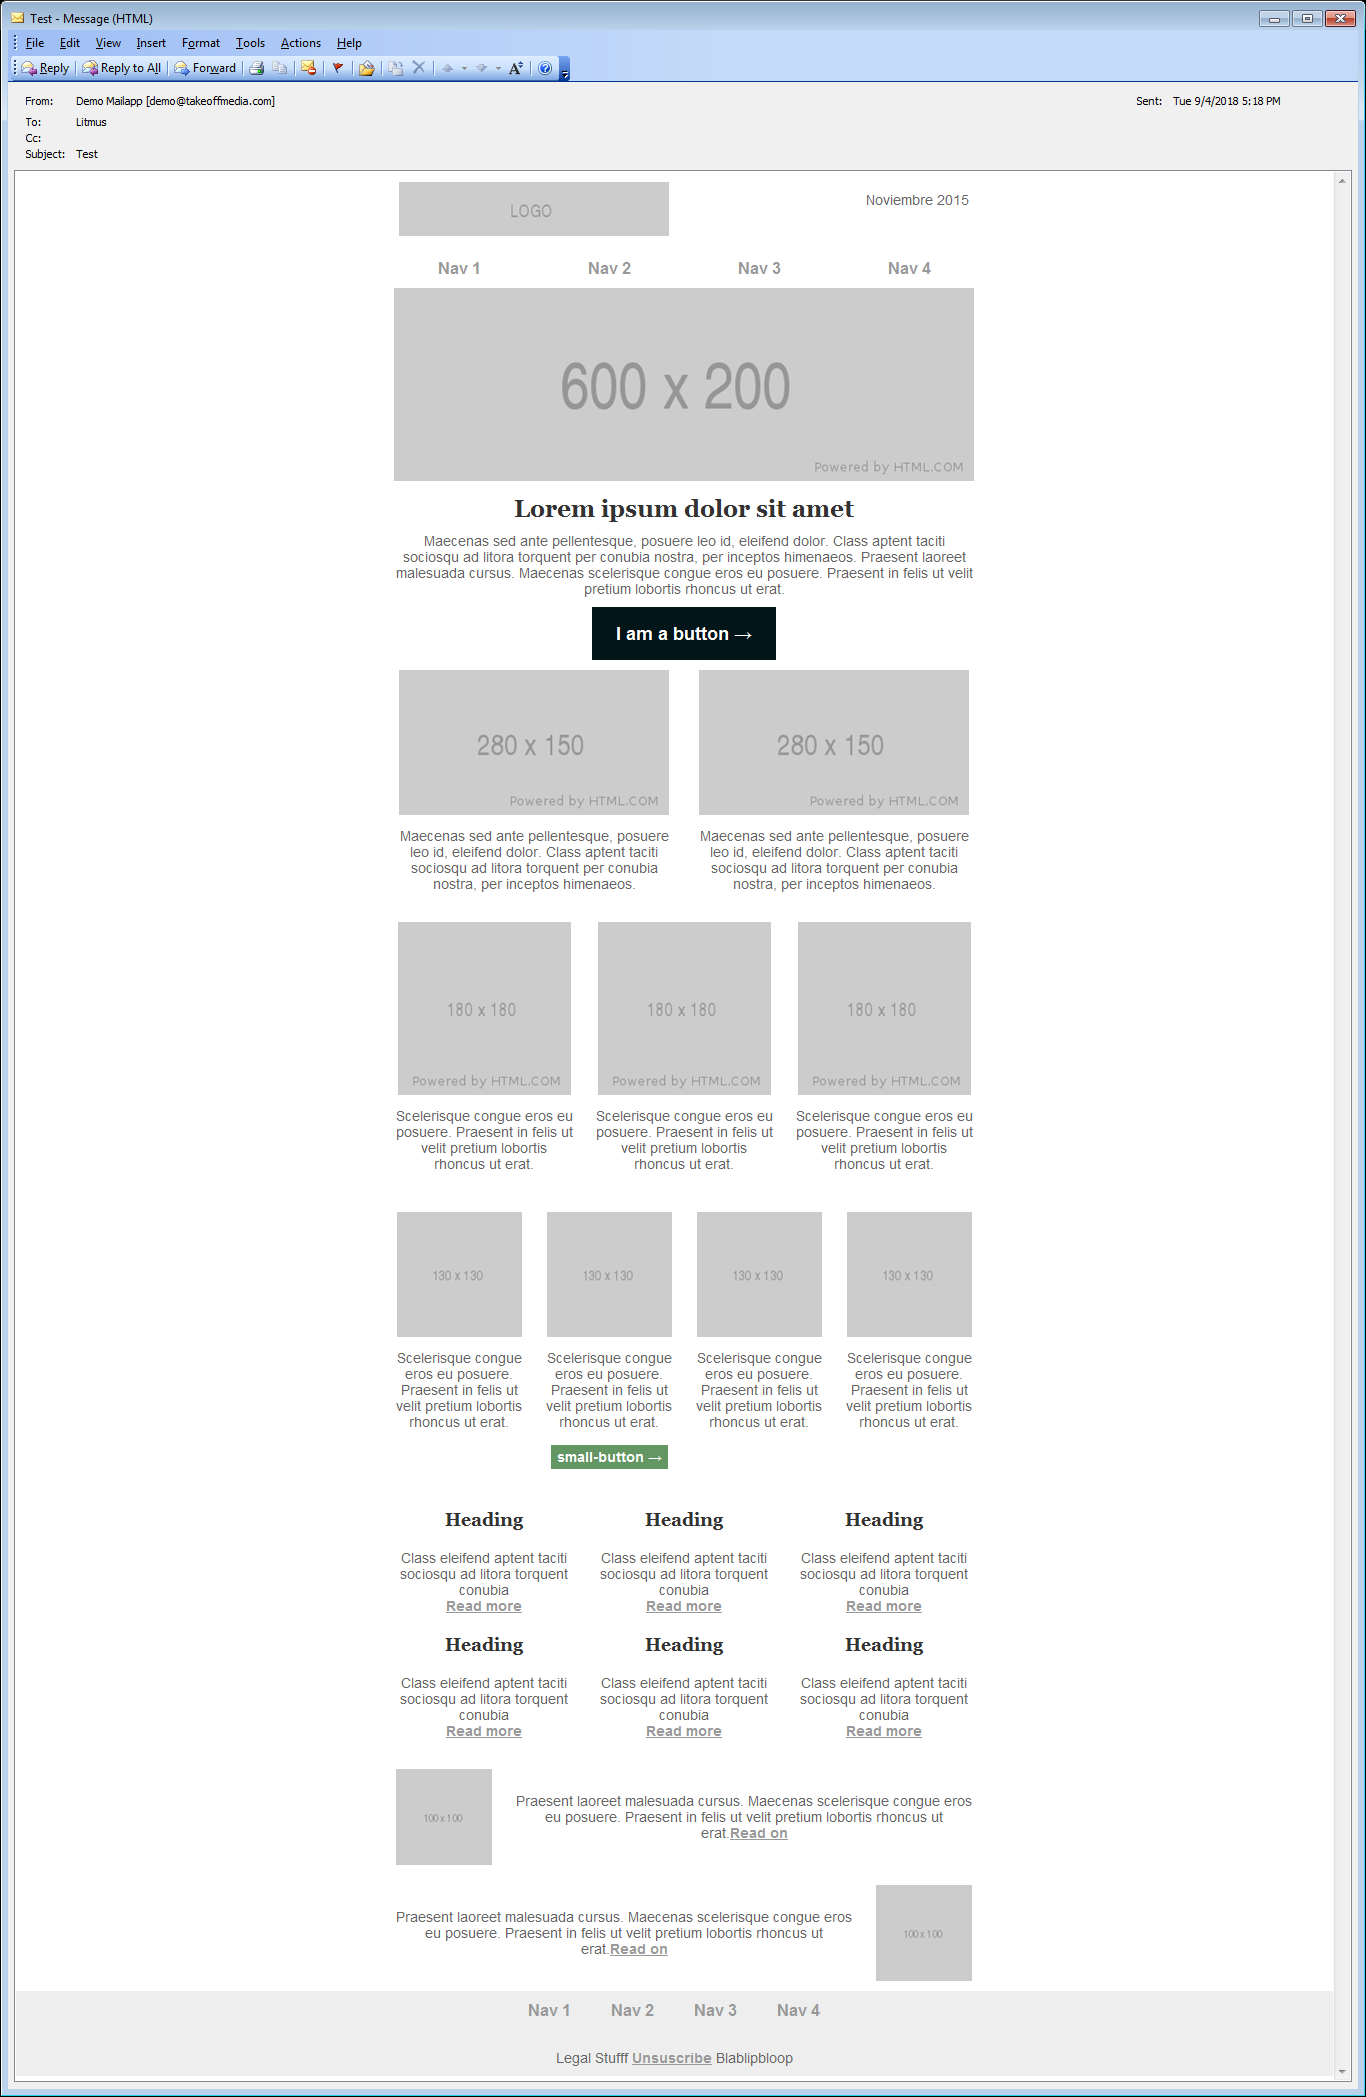 Test - Message (HTML)
File Edit View Insert Format Tools Actions Help
Reply Reply to All Forward
From: Demo Mailapp [demo@takeoffmedia.com] Sent: Tue 9/4/2018 5:18 PM
To: Litmus
Cc:
Subject: Test
LOGO
Noviembre 2015
Nav 1 Nav 2 Nav 3 Nav 4
600 x 200
Powered by HTML.COM
Lorem ipsum dolor sit amet
Maecenas sed ante pellentesque, posuere leo id, eleifend dolor. Class aptent taciti
sociosqu ad litora torquent per conubia nostra, per inceptos himenaeos. Praesent laoreet
malesuada cursus. Maecenas scelerisque congue eros eu posuere. Praesent in felis ut velit
pretium lobortis rhoncus ut erat.
I am a button →
280 x 150
Powered by HTML.COM
Maecenas sed ante pellentesque, posuere
leo id, eleifend dolor. Class aptent taciti
sociosqu ad litora torquent per conubia
nostra, per inceptos himenaeos.
280 x 150
Powered by HTML.COM
Maecenas sed ante pellentesque, posuere
leo id, eleifend dolor. Class aptent taciti
sociosqu ad litora torquent per conubia
nostra, per inceptos himenaeos.
180 x 180
Powered by HTML.COM
Scelerisque congue eros eu
posuere. Praesent in felis ut
velit pretium lobortis
rhoncus ut erat.
180 x 180
Powered by HTML.COM
Scelerisque congue eros eu
posuere. Praesent in felis ut
velit pretium lobortis
rhoncus ut erat.
180 x 180
Powered by HTML.COM
Scelerisque congue eros eu
posuere. Praesent in felis ut
velit pretium lobortis
rhoncus ut erat.
130 x 130
Scelerisque congue
eros eu posuere.
Praesent in felis ut
velit pretium lobortis
rhoncus ut erat.
130 x 130
Scelerisque congue
eros eu posuere.
Praesent in felis ut
velit pretium lobortis
rhoncus ut erat.
small-button →
130 x 130
Scelerisque congue
eros eu posuere.
Praesent in felis ut
velit pretium lobortis
rhoncus ut erat.
130 x 130
Scelerisque congue
eros eu posuere.
Praesent in felis ut
velit pretium lobortis
rhoncus ut erat.
Heading
Class eleifend aptent taciti
sociosqu ad litora torquent
conubia
Read more
Heading
Class eleifend aptent taciti
sociosqu ad litora torquent
conubia
Read more
Heading
Class eleifend aptent taciti
sociosqu ad litora torquent
conubia
Read more
Heading
Class eleifend aptent taciti
sociosqu ad litora torquent
conubia
Read more
Heading
Class eleifend aptent taciti
sociosqu ad litora torquent
conubia
Read more
Heading
Class eleifend aptent taciti
sociosqu ad litora torquent
conubia
Read more
100 x 100
Praesent laoreet malesuada cursus. Maecenas scelerisque congue eros
eu posuere. Praesent in felis ut velit pretium lobortis rhoncus ut
erat.Read on
Praesent laoreet malesuada cursus. Maecenas scelerisque congue eros
eu posuere. Praesent in felis ut velit pretium lobortis rhoncus ut
erat.Read on
100 x 100
Nav 1 Nav 2 Nav 3 Nav 4
Legal Stufff Unsuscribe Blablipbloop